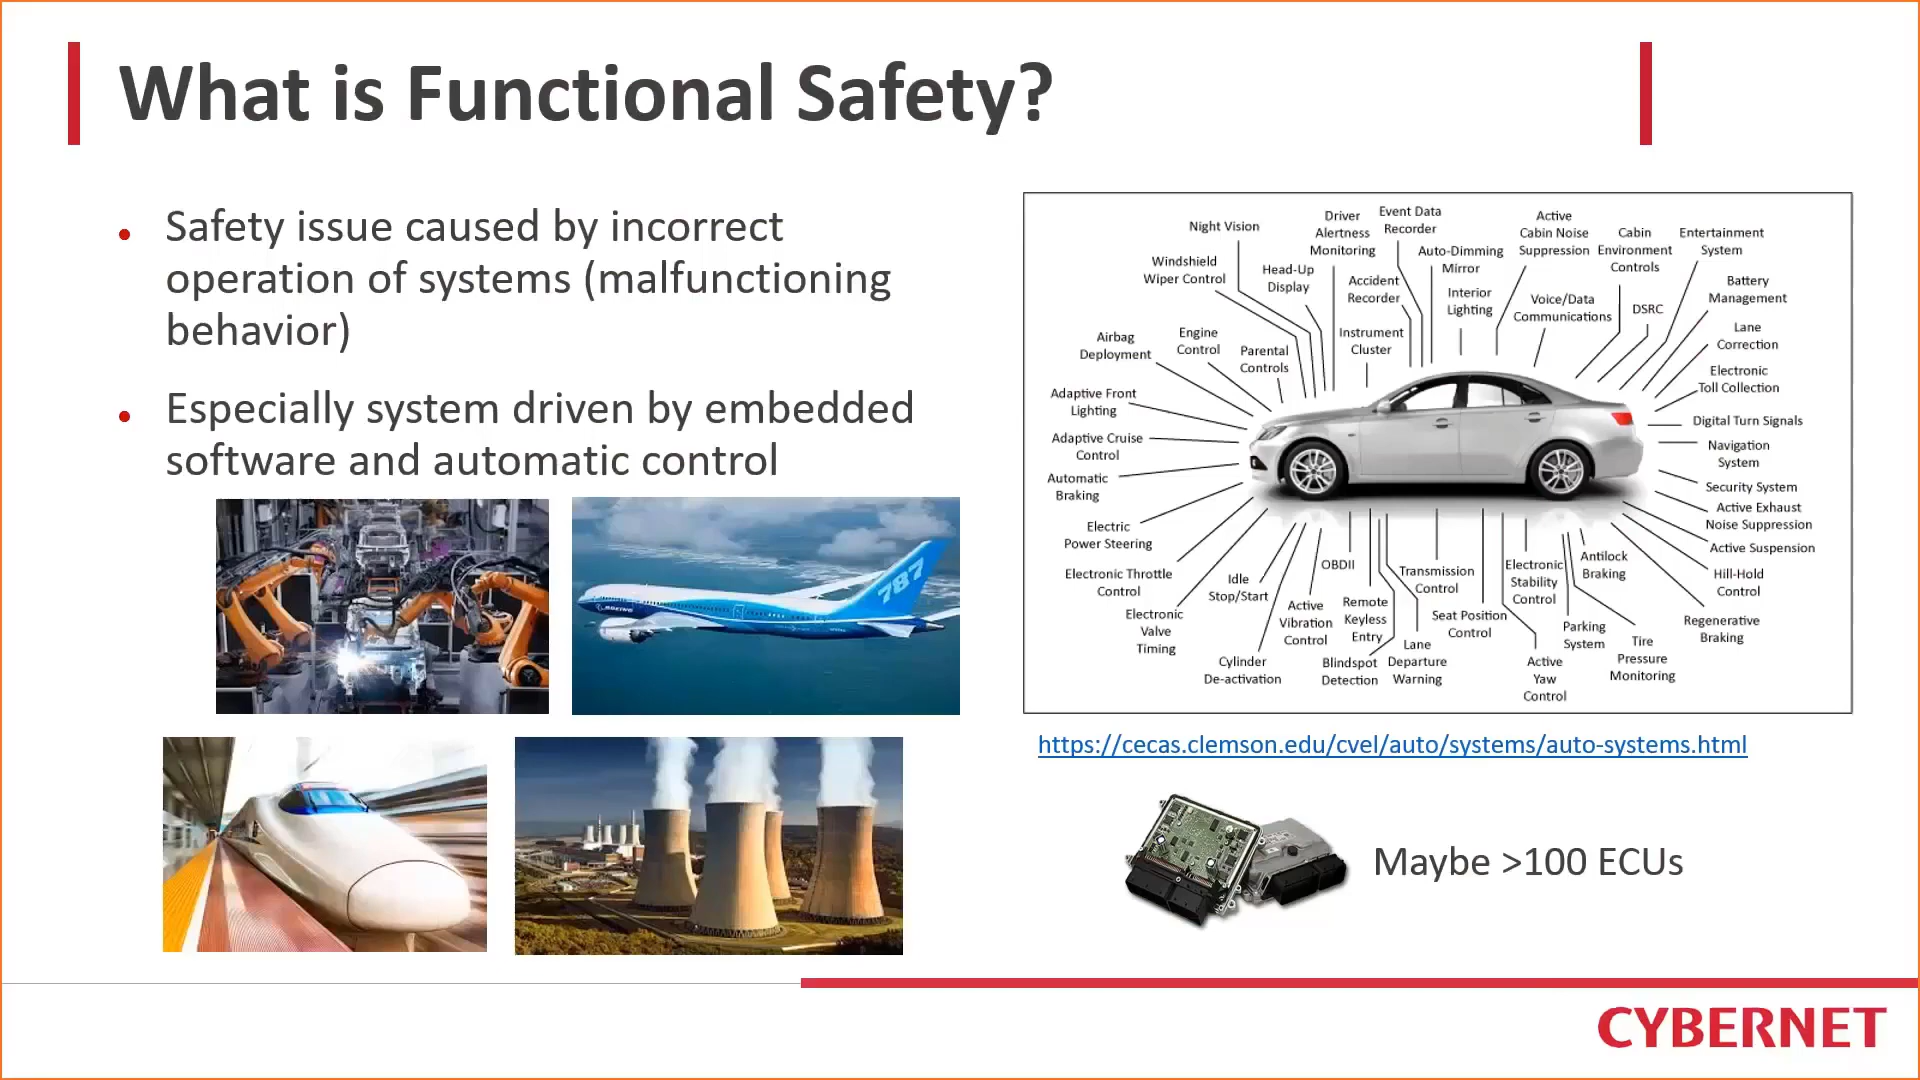 What is Functional Safety?
Safety issue caused by incorrect
operation of systems (malfunctioning
behavior)
Especially system driven by embedded
software and automatic control
787
BOEING
Night Vision
Driver
Alertness
Monitoring
Event Data
Recorder
Active
Cabin Noise
Suppression
Cabin
Environment
Controls
Entertainment
System
Windshield
Wiper Control
Head-Up
Display
Accident
Recorder
Auto-Dimming
Mirror
Interior
Lighting
Voice/Data
Communications
DSRC
Battery
Management
Airbag
Deployment
Engine
Control
Parental
Controls
Instrument
Cluster
Lane
Correction
Electronic
Toll Collection
Adaptive Front
Lighting
Digital Turn Signals
Adaptive Cruise
Control
Navigation
System
Automatic
Braking
Security System
Electric
Power Steering
Active Exhaust
Noise Suppression
Active Suspension
Electronic Throttle
Control
Idle
Stop/Start
OBDII
Transmission
Control
Electronic
Stability
Control
Antilock
Braking
Hill-Hold
Control
Electronic
Valve
Timing
Active
Vibration
Control
Remote
Keyless
Entry
Seat Position
Control
Parking
System
Regenerative
Braking
Cylinder
De-activation
Blindspot
Detection
Lane
Departure
Warning
Active
Yaw
Control
Tire
Pressure
Monitoring
https://cecas.clemson.edu/cvel/auto/systems/auto-systems.html
Maybe >100 ECUs
CYBERNET